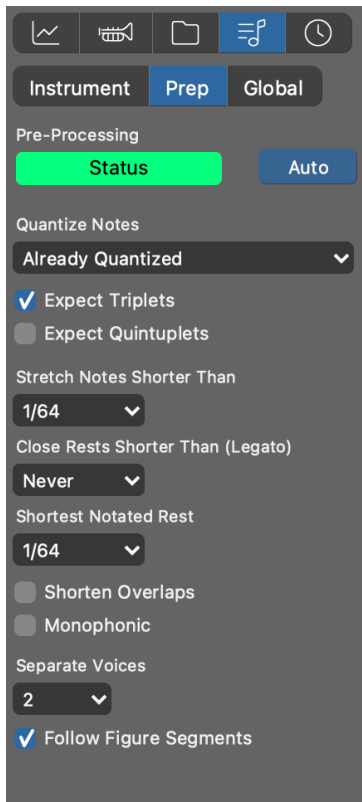 Instrument Prep Global
Pre-Processing
Status Auto
Quantize Notes
Already Quantized
Expect Triplets
Expect Quintuplets
Stretch Notes Shorter Than
1/64
Close Rests Shorter Than (Legato)
Never
Shortest Notated Rest
1/64
Shorten Overlaps
Monophonic
Separate Voices
2
Follow Figure Segments